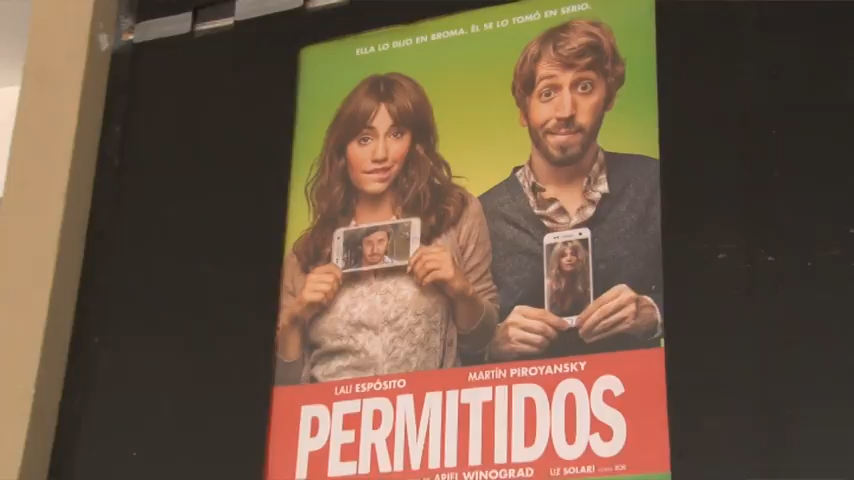 ELLA LO DIJO EN BROMA. ÉL SE LO TOMÓ EN SERIO.
LALI ESPÓSITO MARTÍN PIROYANSKY
PERMITIDOS
ARIEL WINOGRAD LIZ SOLARI